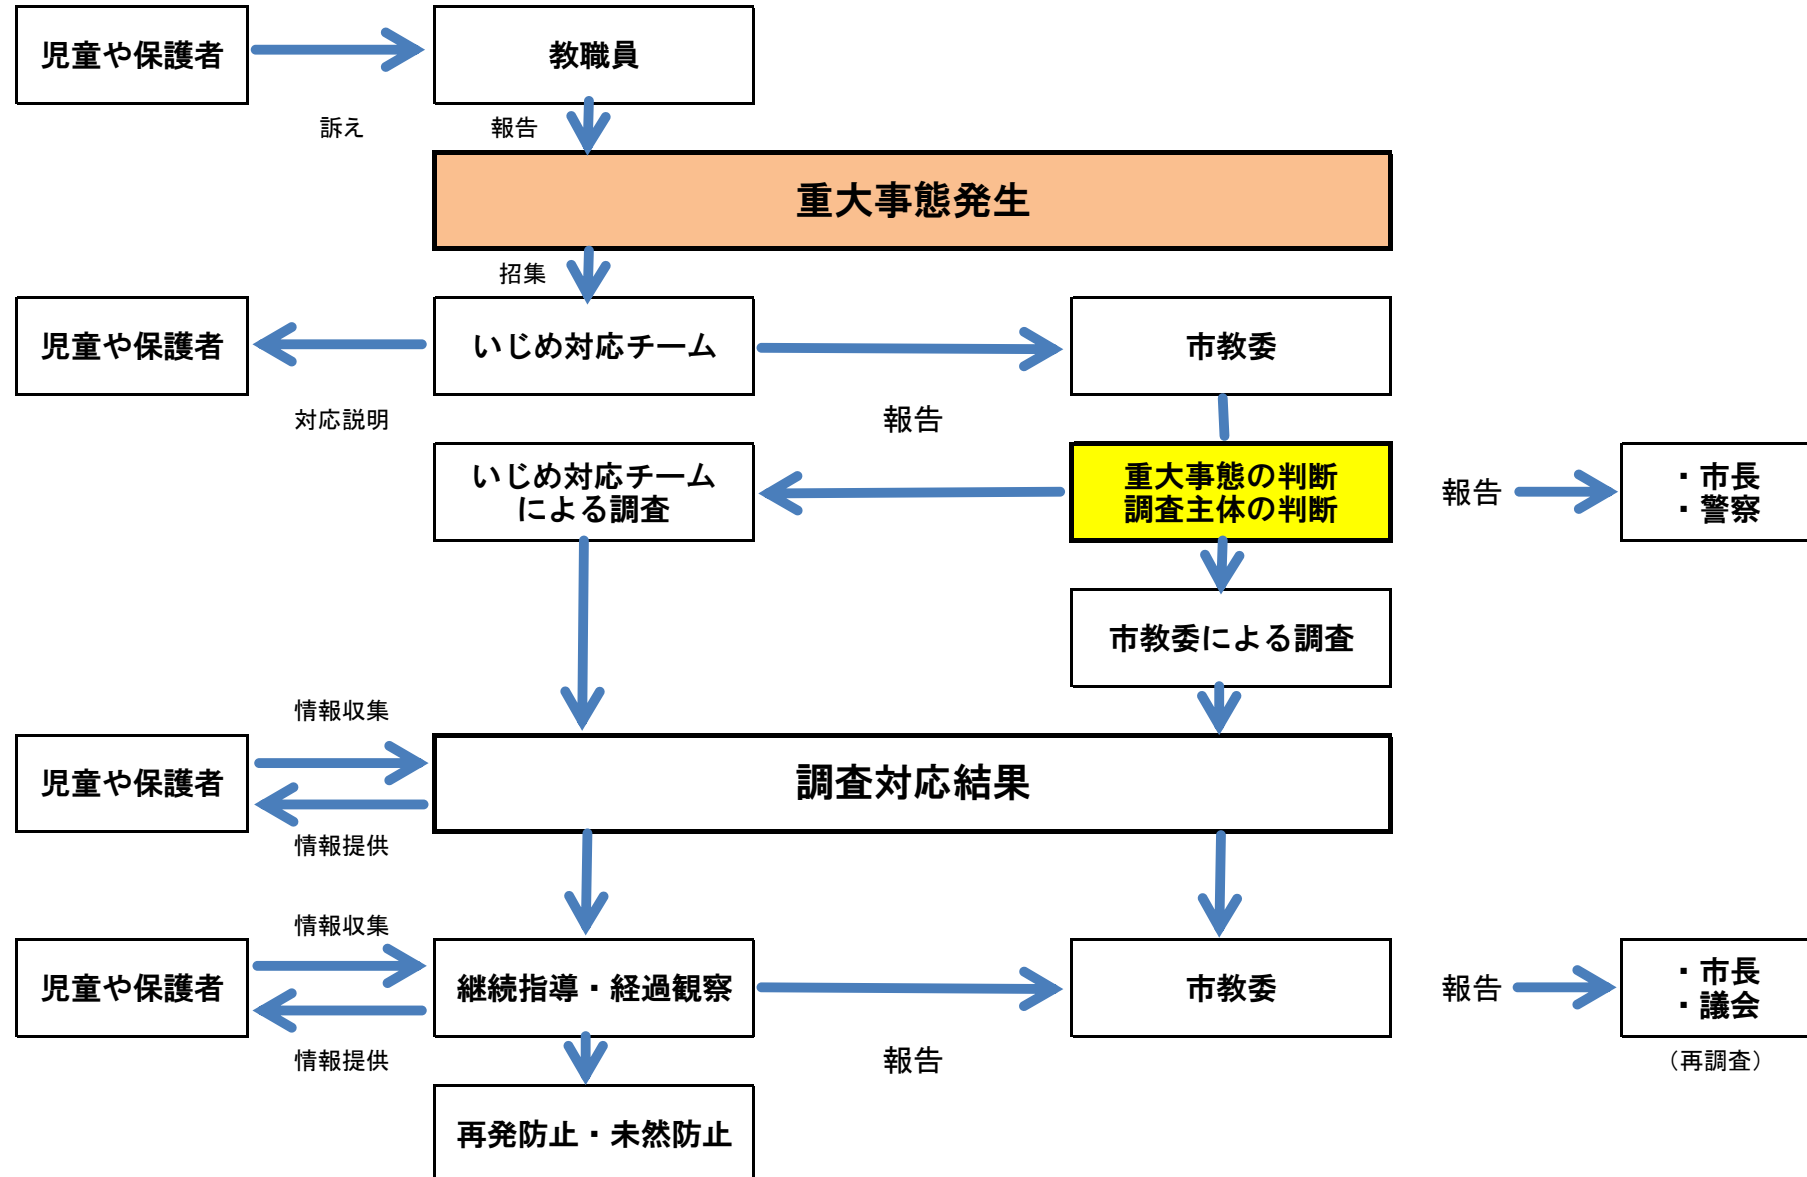 児童や保護者
教職員
訴え
報告
重大事態発生
招集
児童や保護者
いじめ対応チーム
市教委
対応説明
報告
いじめ対応チーム
による調査
重大事態の判断
調査主体の判断
報告
・市長
・警察
市教委による調査
情報収集
児童や保護者
調査対応結果
情報提供
情報収集
児童や保護者
継続指導・経過観察
市教委
報告
・市長
・議会
情報提供
報告
（再調査）
再発防止・未然防止